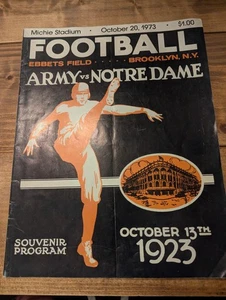 Michie Stadium • October 20, 1973 • $1.00
FOOTBALL
EBBETS FIELD ····· BROOKLYN, N.Y.
ARMY vs NOTRE DAME
SOUVENIR
PROGRAM
OCTOBER 13TH
1923